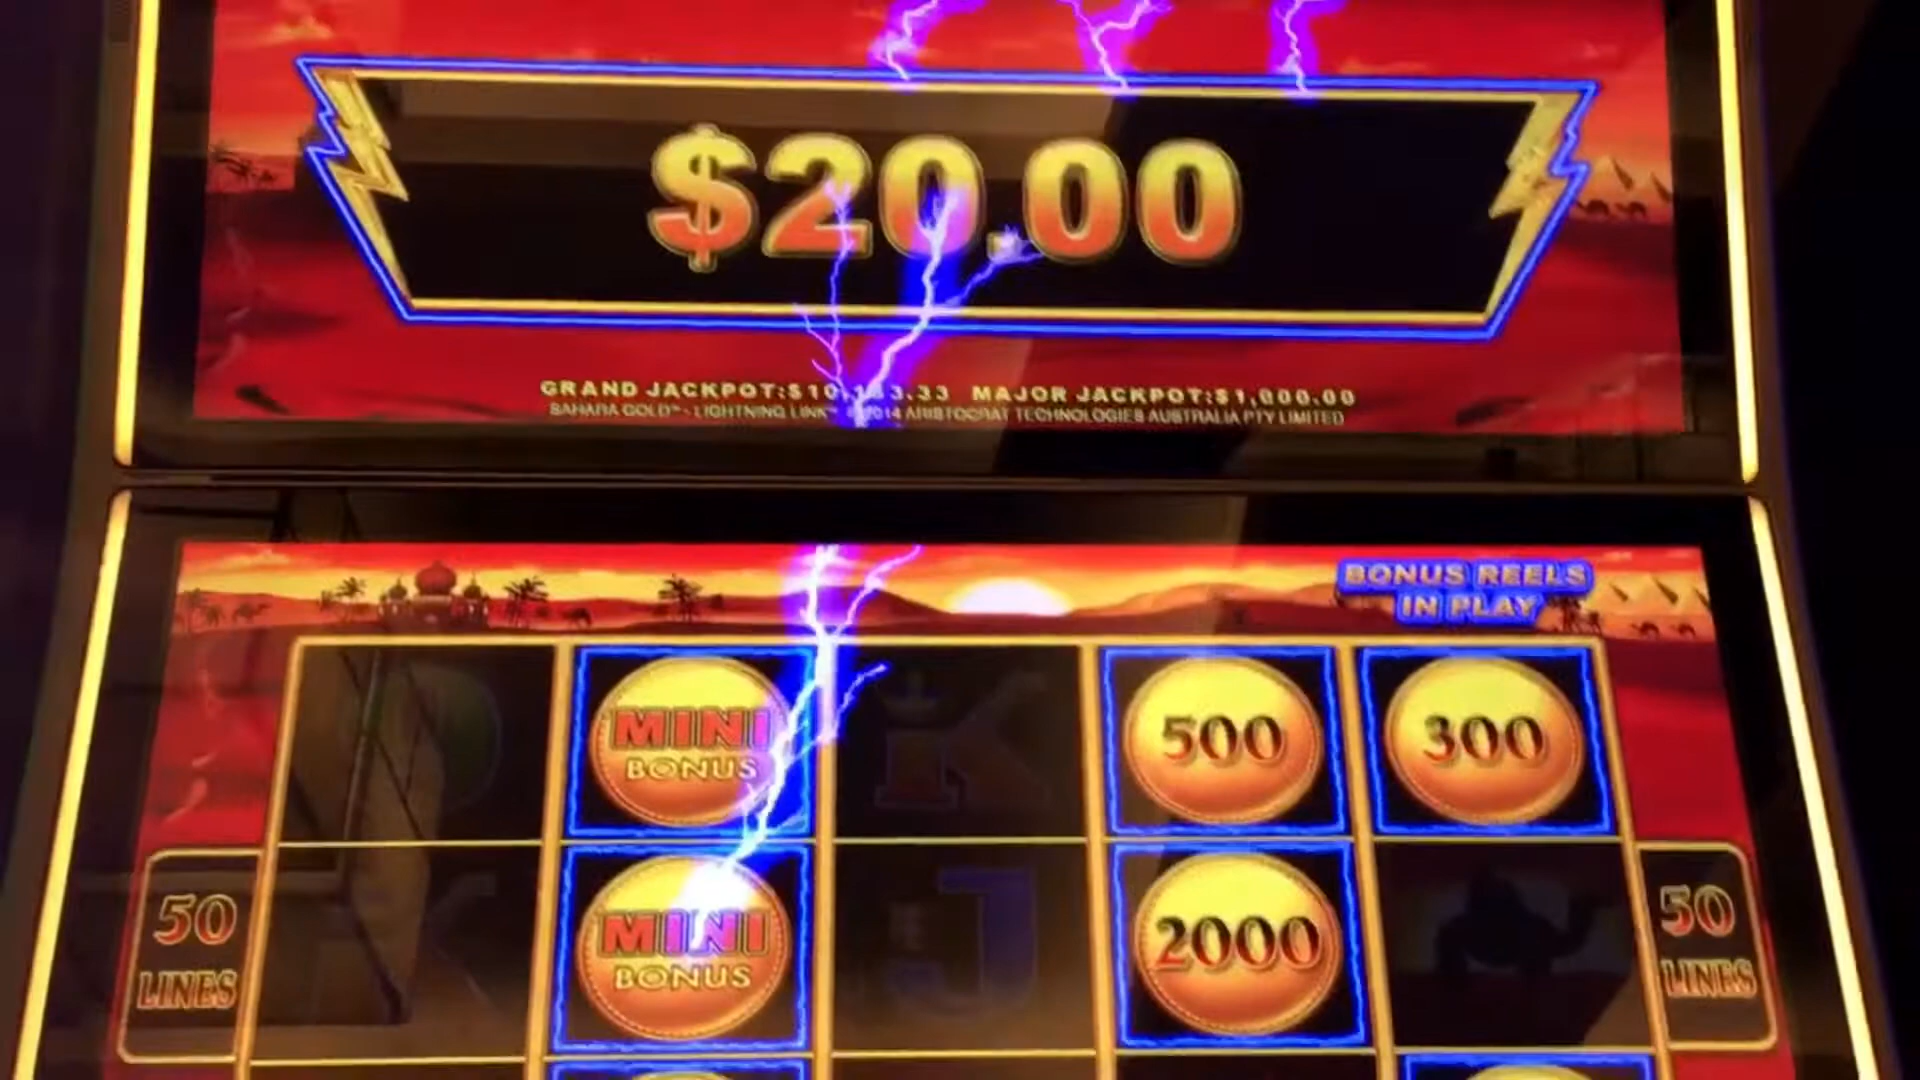 $20.00
GRAND JACKPOT:$10, 3.33 MAJOR JACKPOT:$1,000.00
SAHARA GOLD™ - LIGHTNING LINK™ © 2014 ARISTOCRAT TECHNOLOGIES AUSTRALIA PTY LIMITED
BONUS REELS
IN PLAY
MINI
BONUS
K
500
300
50
LINES
K
MINI
BONUS
J
2000
50
LINES